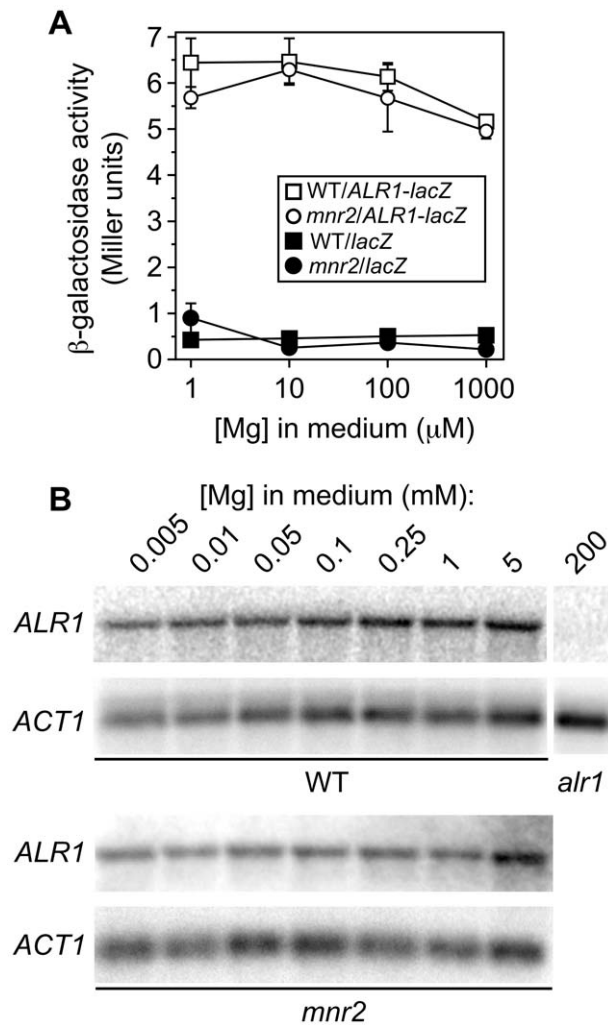 A
β-galactosidase activity
(Miller units)
7
6
5
4
3
2
1
0
WT/ALR1-lacZ
mnr2/ALR1-lacZ
WT/lacZ
mnr2/lacZ
1 10 100 1000
[Mg] in medium (μM)
B
[Mg] in medium (mM):
0.005 0.01 0.05 0.1 0.25 1 5 200
ALR1
ACT1
WT alr1
ALR1
ACT1
mnr2